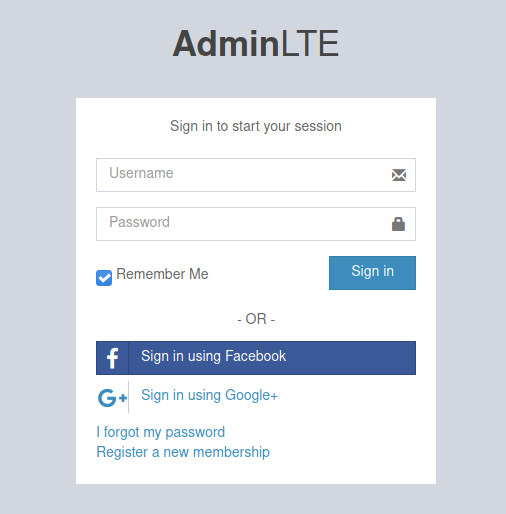 AdminLTE
Sign in to start your session
Username
Password
Remember Me
Sign in
- OR -
Sign in using Facebook
Sign in using Google+
I forgot my password
Register a new membership